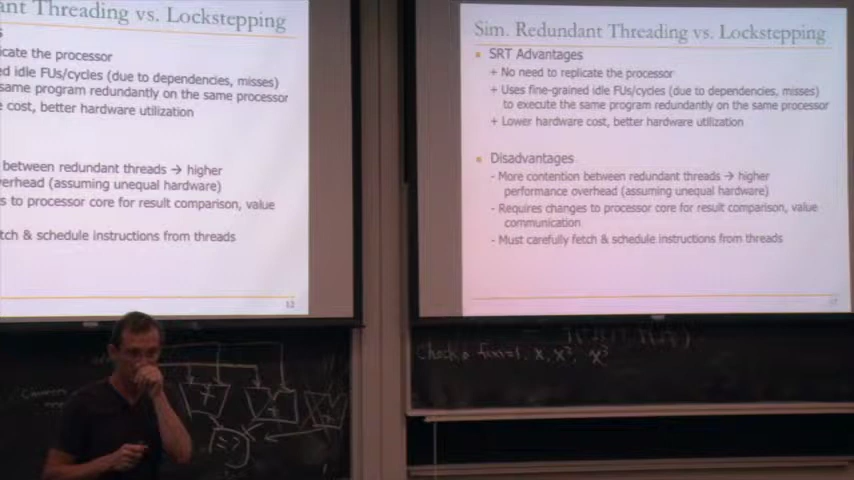 ant Threading vs. Lockstepping
s
icate the processor
d idle FUs/cycles (due to dependencies, misses)
same program redundantly on the same processor
e cost, better hardware utilization
between redundant threads → higher
verhead (assuming unequal hardware)
s to processor core for result comparison, value
tch & schedule instructions from threads
12
Sim. Redundant Threading vs. Lockstepping
SRT Advantages
+ No need to replicate the processor
+ Uses fine-grained idle FUs/cycles (due to dependencies, misses)
to execute the same program redundantly on the same processor
+ Lower hardware cost, better hardware utilization
Disadvantages
- More contention between redundant threads → higher
performance overhead (assuming unequal hardware)
- Requires changes to processor core for result comparison, value
communication
- Must carefully fetch & schedule instructions from threads
x, x², x³